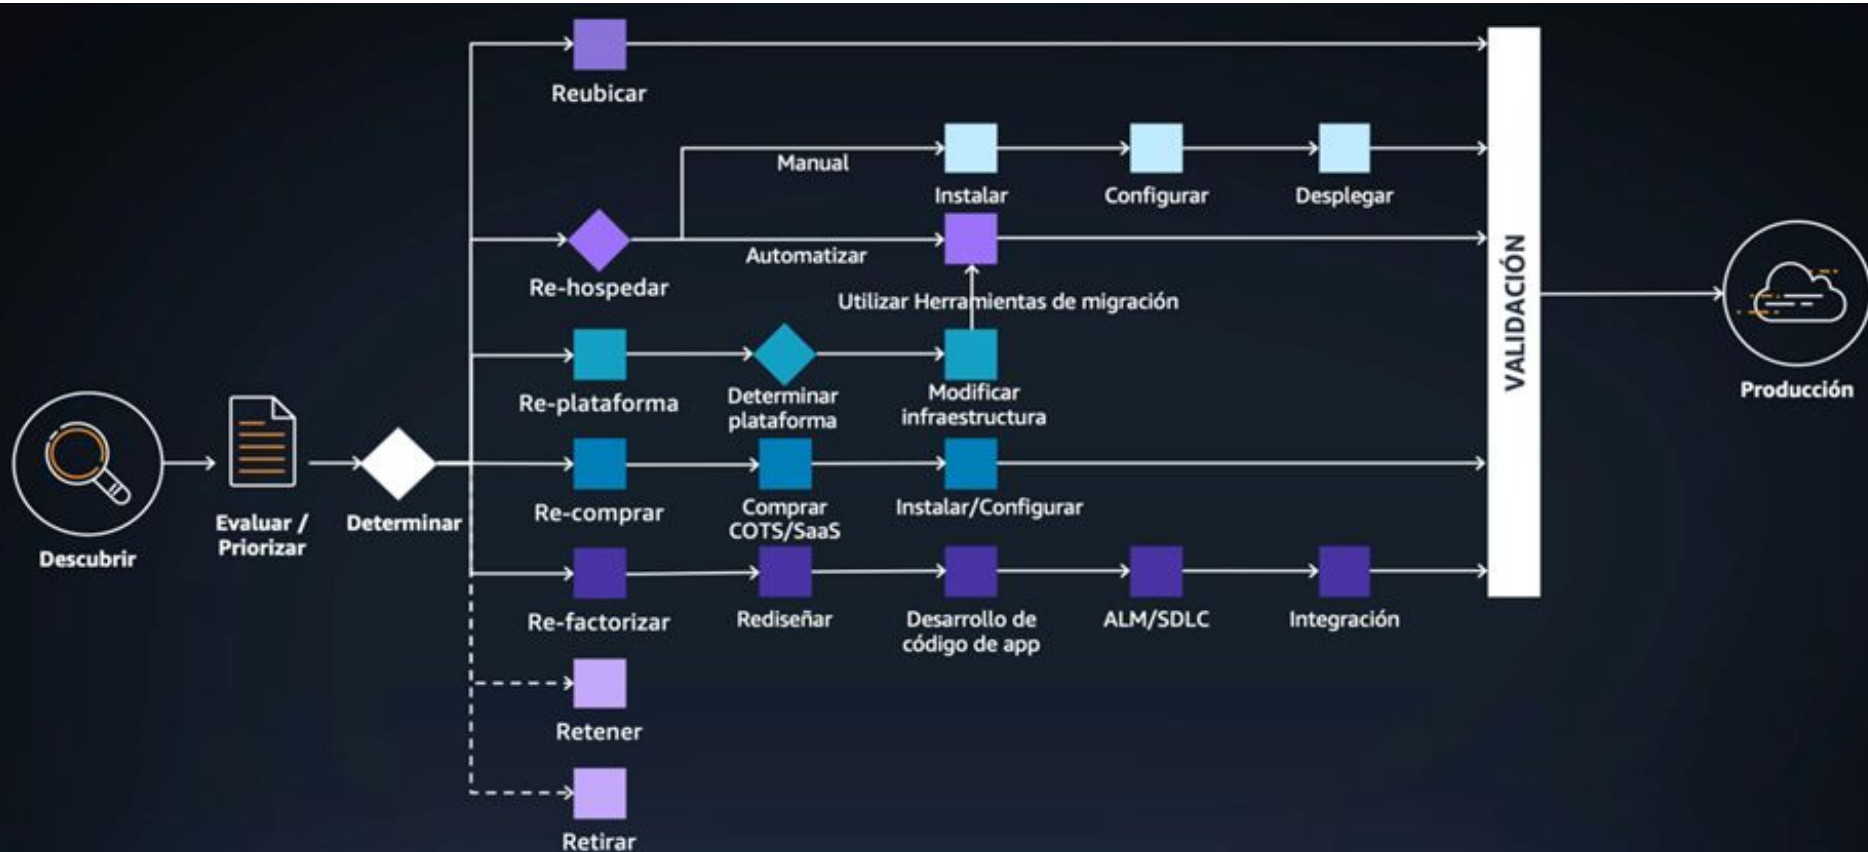 Reubicar
Manual
Instalar
Configurar
Desplegar
Re-hospedar
Automatizar
Utilizar Herramientas de migración
Re-plataforma
Determinar
plataforma
Modificar
infraestructura
Descubrir
Evaluar /
Priorizar
Determinar
Re-comprar
Comprar
COTS/SaaS
Instalar/Configurar
Re-factorizar
Rediseñar
Desarrollo de
código de app
ALM/SDLC
Integración
Retener
Retirar
VALIDACIÓN
Producción